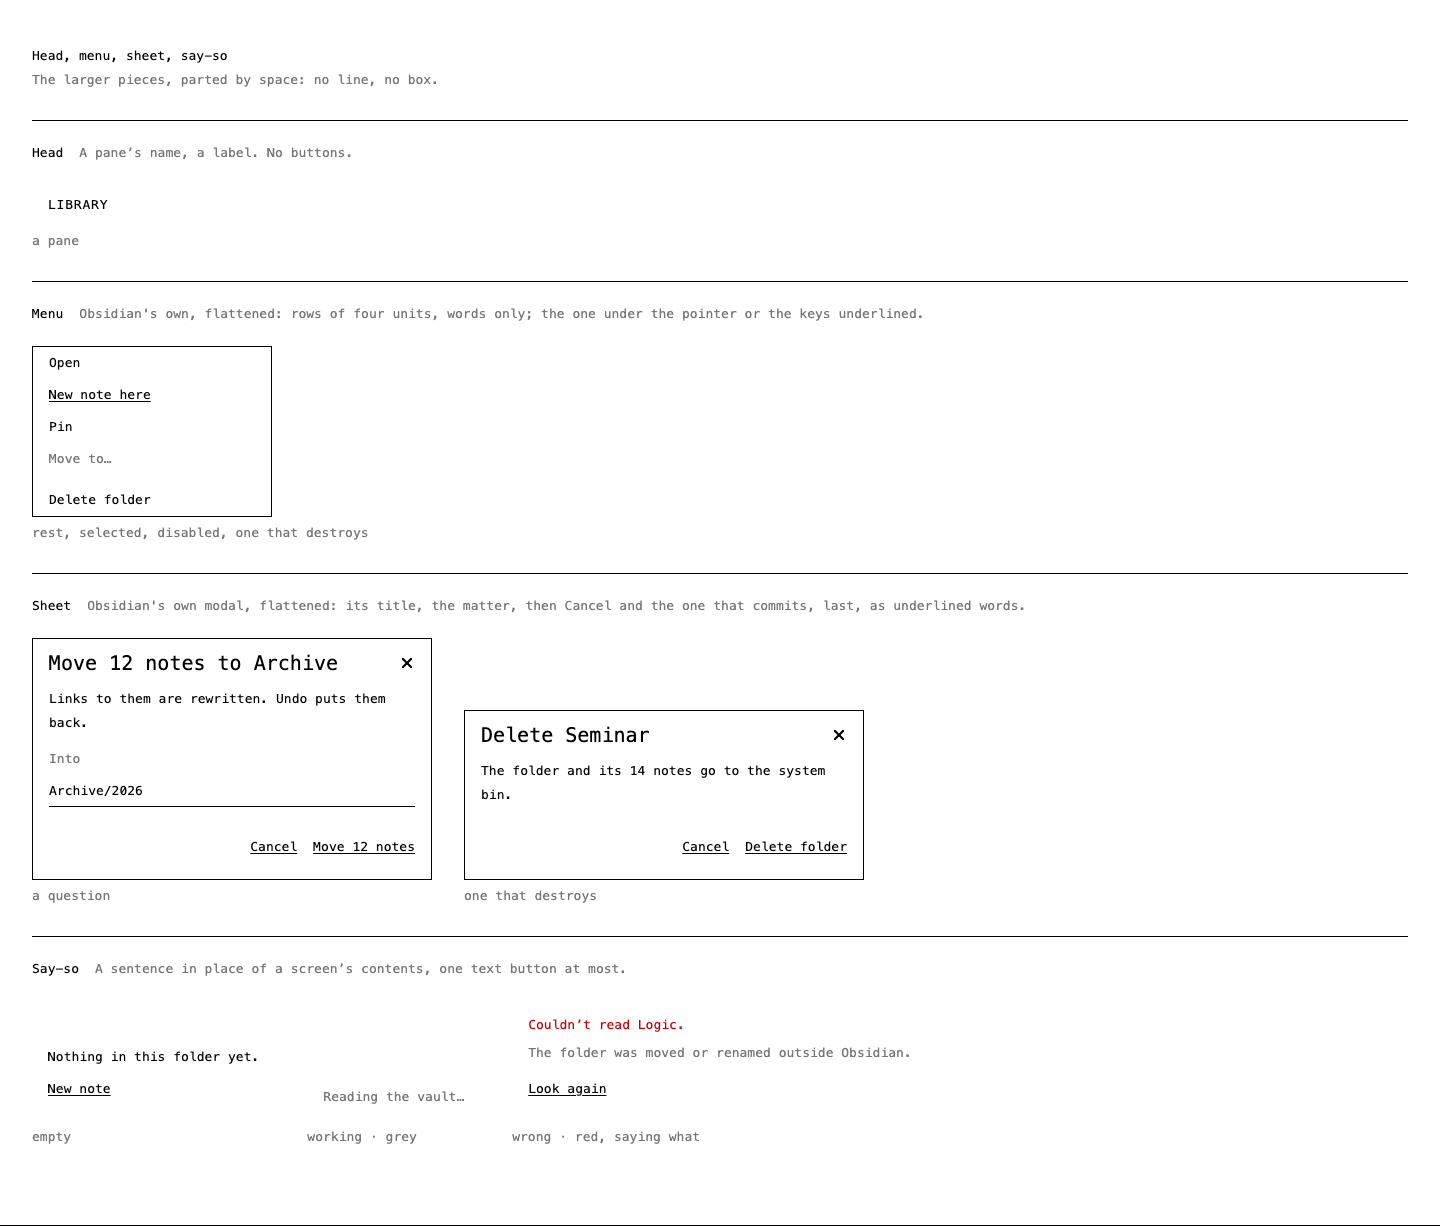 Head, menu, sheet, say-so
The larger pieces, parted by space: no line, no box.
Head A pane’s name, a label. No buttons.
LIBRARY
a pane
Menu Obsidian's own, flattened: rows of four units, words only; the one under the pointer or the keys underlined.
Open
New note here
Pin
Move to…
Delete folder
rest, selected, disabled, one that destroys
Sheet Obsidian's own modal, flattened: its title, the matter, then Cancel and the one that commits, last, as underlined words.
Move 12 notes to Archive
Links to them are rewritten. Undo puts them
back.
Into
Archive/2026
Cancel Move 12 notes
a question
Delete Seminar
The folder and its 14 notes go to the system
bin.
Cancel Delete folder
one that destroys
Say-so A sentence in place of a screen’s contents, one text button at most.
Nothing in this folder yet.
New note
empty
Reading the vault…
working · grey
Couldn’t read Logic.
The folder was moved or renamed outside Obsidian.
Look again
wrong · red, saying what